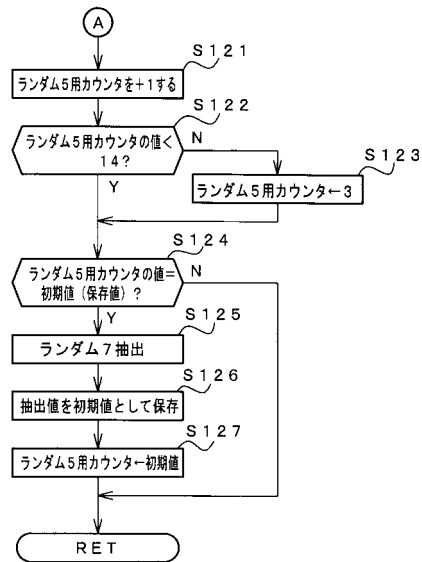 A
S121
ランダム5用カウンタを+1する
S122
ランダム5用カウンタの値<
14?
N
S123
Y
ランダム5用カウンター←3
S124
ランダム5用カウンタの値=
初期値(保存値)?
N
Y
S125
ランダム7抽出
S126
抽出値を初期値として保存
S127
ランダム5用カウンター←初期値
RET